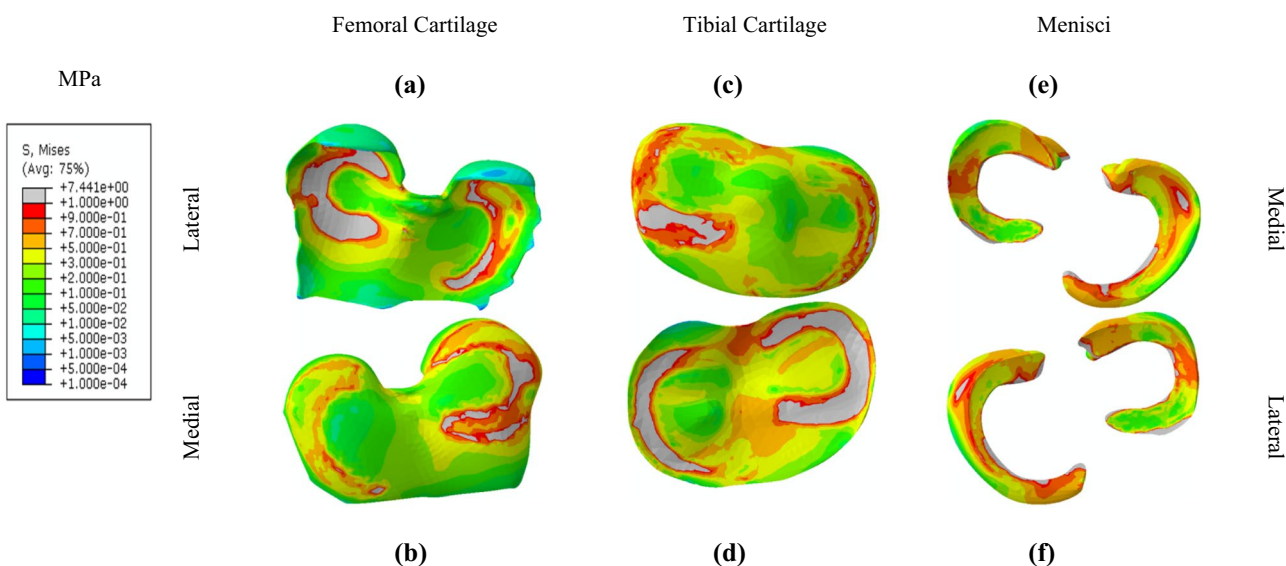 Femoral Cartilage
Tibial Cartilage
Menisci
MPa
(a)
(c)
(e)
S, Mises
(Avg: 75%)
+7.441e+00
+1.000e+00
+9.000e-01
+7.000e-01
+5.000e-01
+3.000e-01
+2.000e-01
+1.000e-01
+5.000e-02
+1.000e-02
+5.000e-03
+1.000e-03
+5.000e-04
+1.000e-04
Lateral
Medial
Medial
Lateral
(b)
(d)
(f)